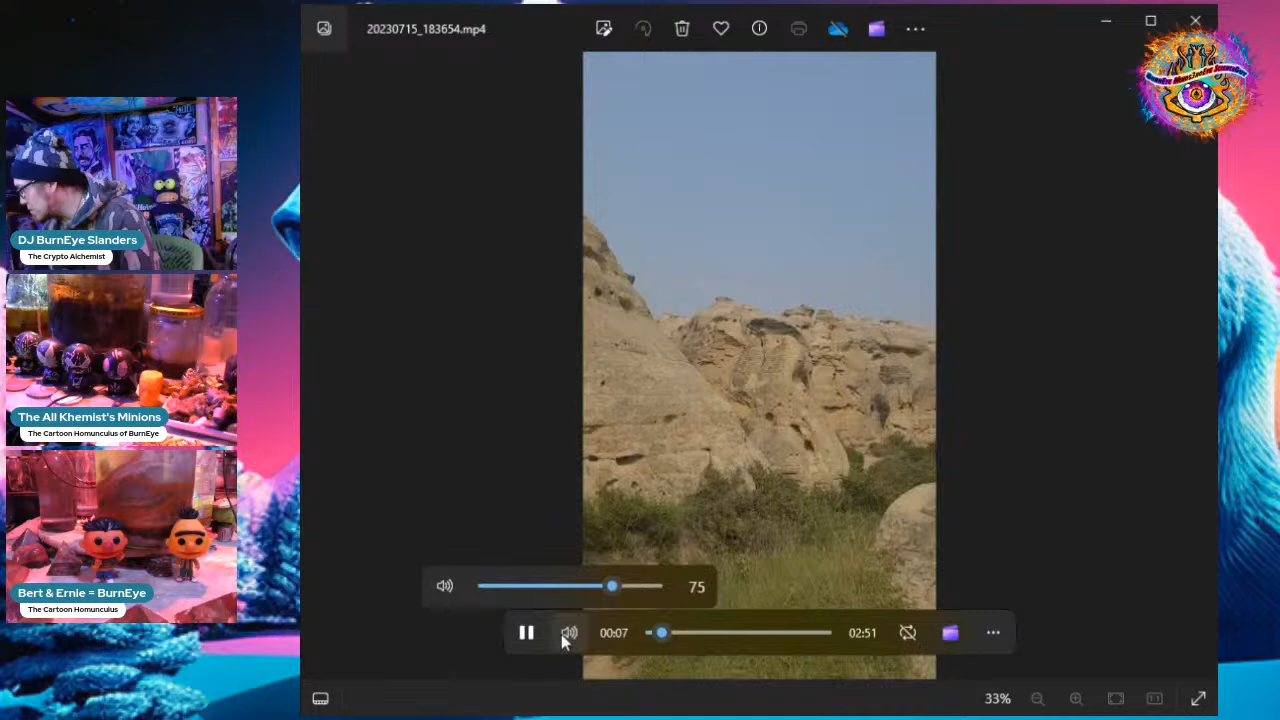 20230715_183654.mp4
DJ BurnEye Slanders
The Crypto Alchemist
The All Khemist's Minions
The Cartoon Homunculus of BurnEye
Bert & Ernie = BurnEye
The Cartoon Homunculus
75
00:07
02:51
33%